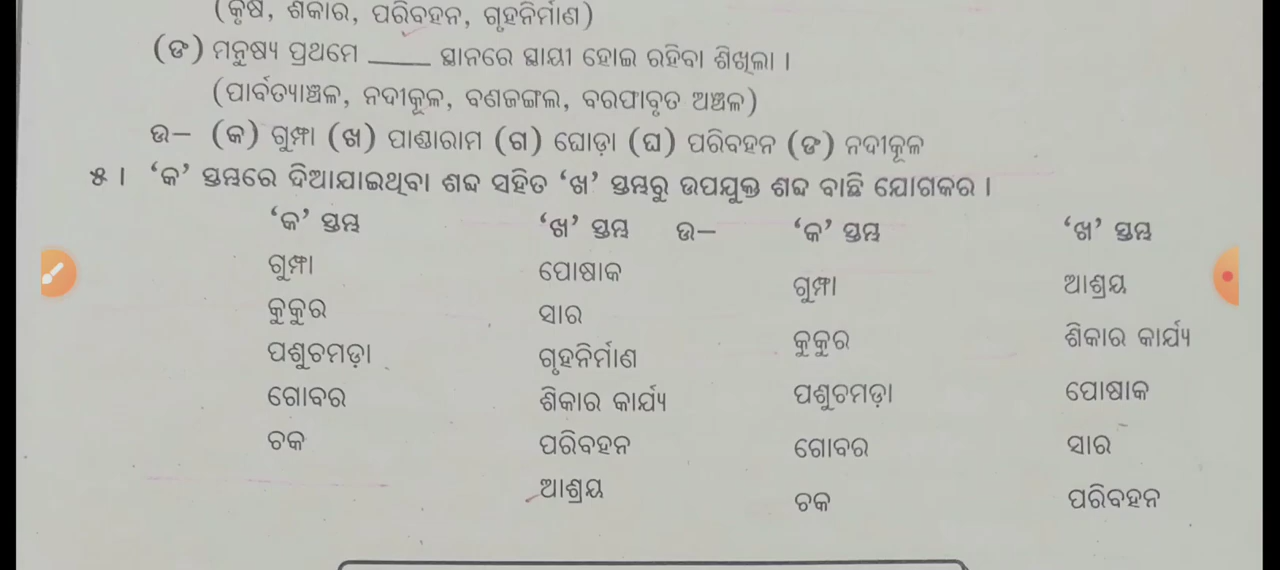 (କୃଷି, ଶିକାର, ପରିବହନ, ଗୃହନିର୍ମାଣ)
(ଙ) ମନୁଷ୍ୟ ପ୍ରଥମେ ____ ସ୍ଥାନରେ ସ୍ଥାୟୀ ହୋଇ ରହିବା ଶିଖିଲା ।
(ପାର୍ବତ୍ୟାଞ୍ଚଳ, ନଦୀକୂଳ, ବଣଜଙ୍ଗଲ, ବରଫାବୃତ ଅଞ୍ଚଳ)
ଉ– (କ) ଗୁମ୍ଫା (ଖ) ପାଣ୍ଡାରାମ (ଗ) ଘୋଡ଼ା (ଘ) ପରିବହନ (ଙ) ନଦୀକୂଳ
୫। ‘କ’ ସ୍ତମ୍ଭରେ ଦିଆଯାଇଥିବା ଶବ୍ଦ ସହିତ ‘ଖ’ ସ୍ତମ୍ଭରୁ ଉପଯୁକ୍ତ ଶବ୍ଦ ବାଛି ଯୋଗକର ।
‘କ’ ସ୍ତମ୍ଭ ‘ଖ’ ସ୍ତମ୍ଭ ଉ– ‘କ’ ସ୍ତମ୍ଭ ‘ଖ’ ସ୍ତମ୍ଭ
ଗୁମ୍ଫା ପୋଷାକ ଗୁମ୍ଫା ଆଶ୍ରୟ
କୁକୁର ସାର କୁକୁର ଶିକାର କାର୍ଯ୍ୟ
ପଶୁଚମଡ଼ା ଗୃହନିର୍ମାଣ ପଶୁଚମଡ଼ା ପୋଷାକ
ଗୋବର ଶିକାର କାର୍ଯ୍ୟ ଗୋବର ସାର
ଚକ ପରିବହନ ଚକ ପରିବହନ
ଆଶ୍ରୟ